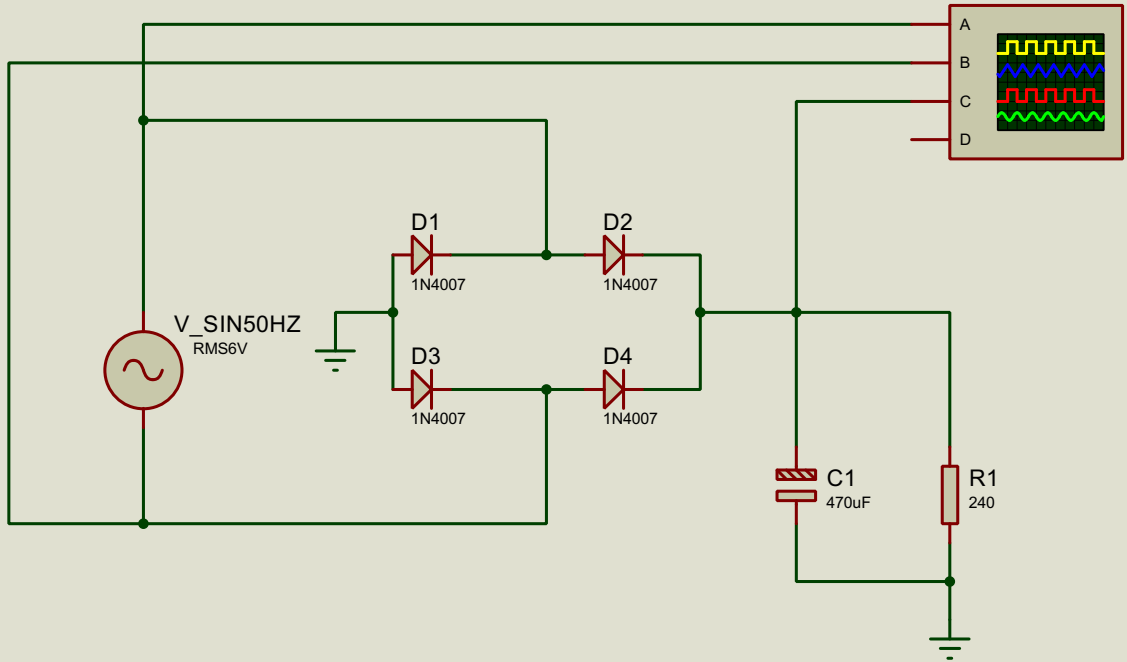 A
B
C
D
D1
1N4007
D2
1N4007
V_SIN50HZ
RMS6V
D3
1N4007
D4
1N4007
C1
470uF
R1
240